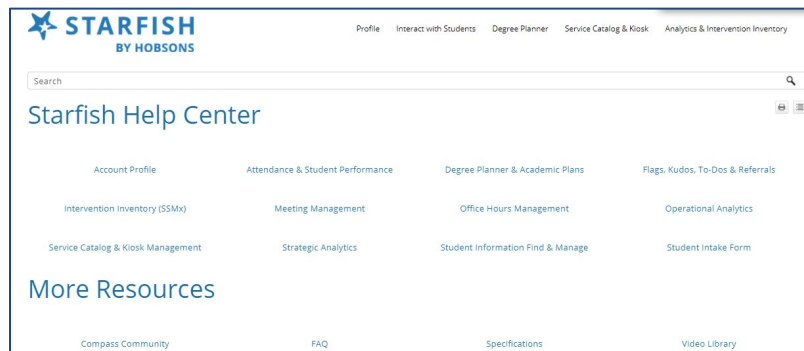 STARFISH
BY HOBSONS
Profile Interact with Students Degree Planner Service Catalog & Kiosk Analytics & Intervention Inventory
Search
Starfish Help Center
Account Profile Attendance & Student Performance Degree Planner & Academic Plans Flags, Kudos, To-Dos & Referrals
Intervention Inventory (SSMx) Meeting Management Office Hours Management Operational Analytics
Service Catalog & Kiosk Management Strategic Analytics Student Information Find & Manage Student Intake Form
More Resources
Compass Community FAQ Specifications Video Library